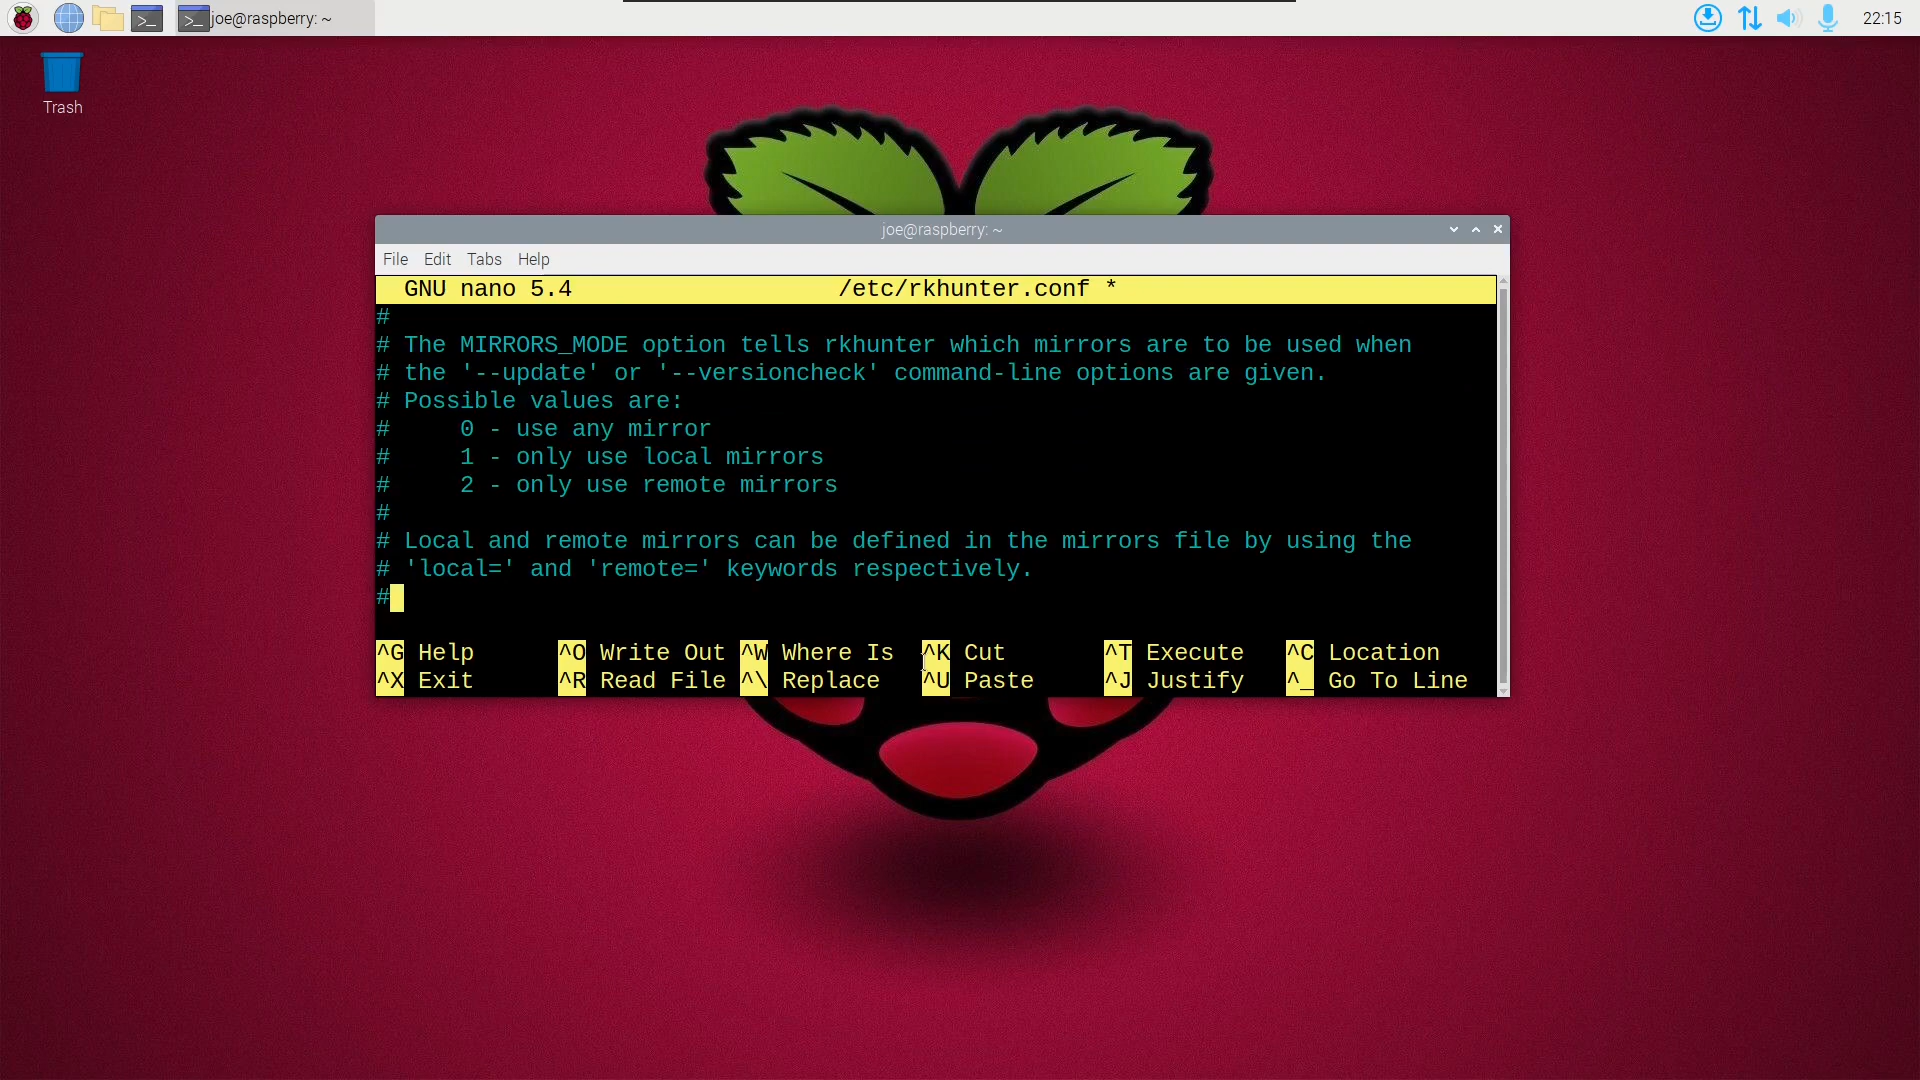 joe@raspberry: ~
22:15
Trash
joe@raspberry: ~
File Edit Tabs Help
GNU nano 5.4 /etc/rkhunter.conf *
#
# The MIRRORS_MODE option tells rkhunter which mirrors are to be used when
# the '--update' or '--versioncheck' command-line options are given.
# Possible values are:
# 0 - use any mirror
# 1 - only use local mirrors
# 2 - only use remote mirrors
#
# Local and remote mirrors can be defined in the mirrors file by using the
# 'local=' and 'remote=' keywords respectively.
#
^G Help ^O Write Out ^W Where Is ^K Cut ^T Execute ^C Location
^X Exit ^R Read File ^\ Replace ^U Paste ^J Justify ^_ Go To Line